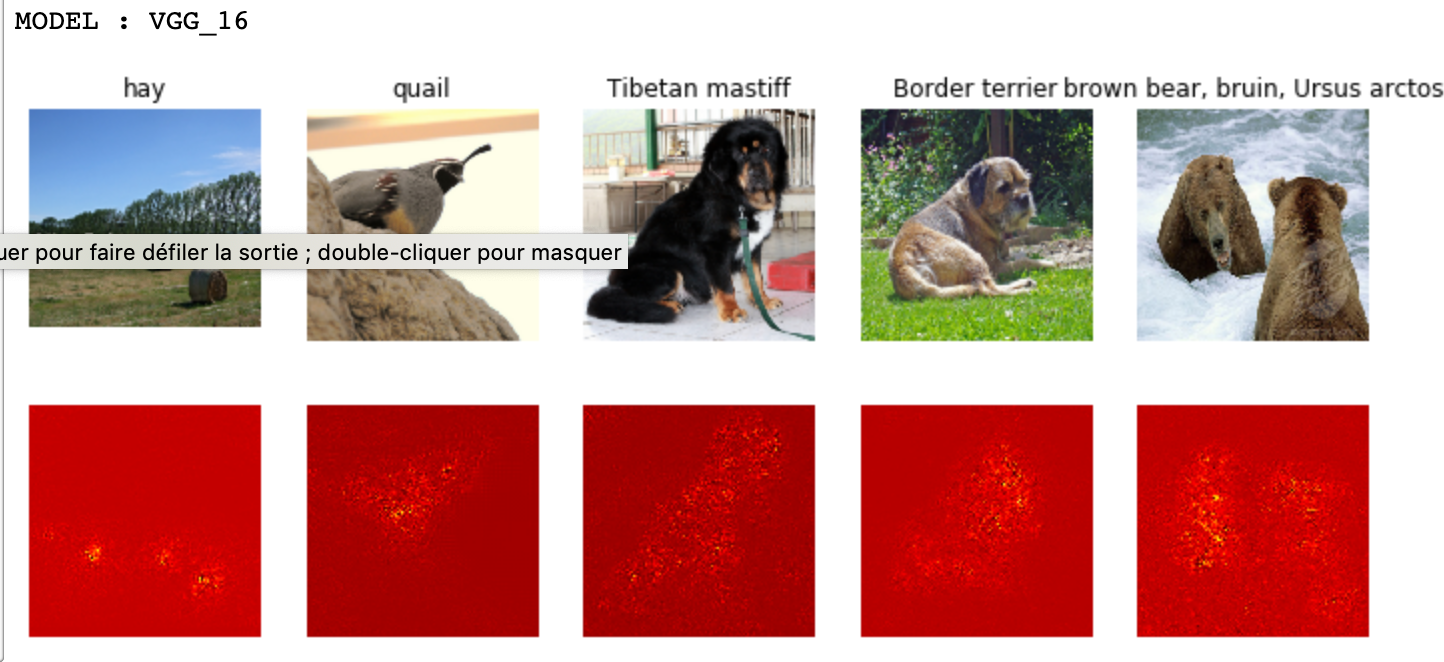 MODEL : VGG_16
hay
quail
Tibetan mastiff
Border terrier
brown bear, bruin, Ursus arctos
uer pour faire défiler la sortie ; double-cliquer pour masquer